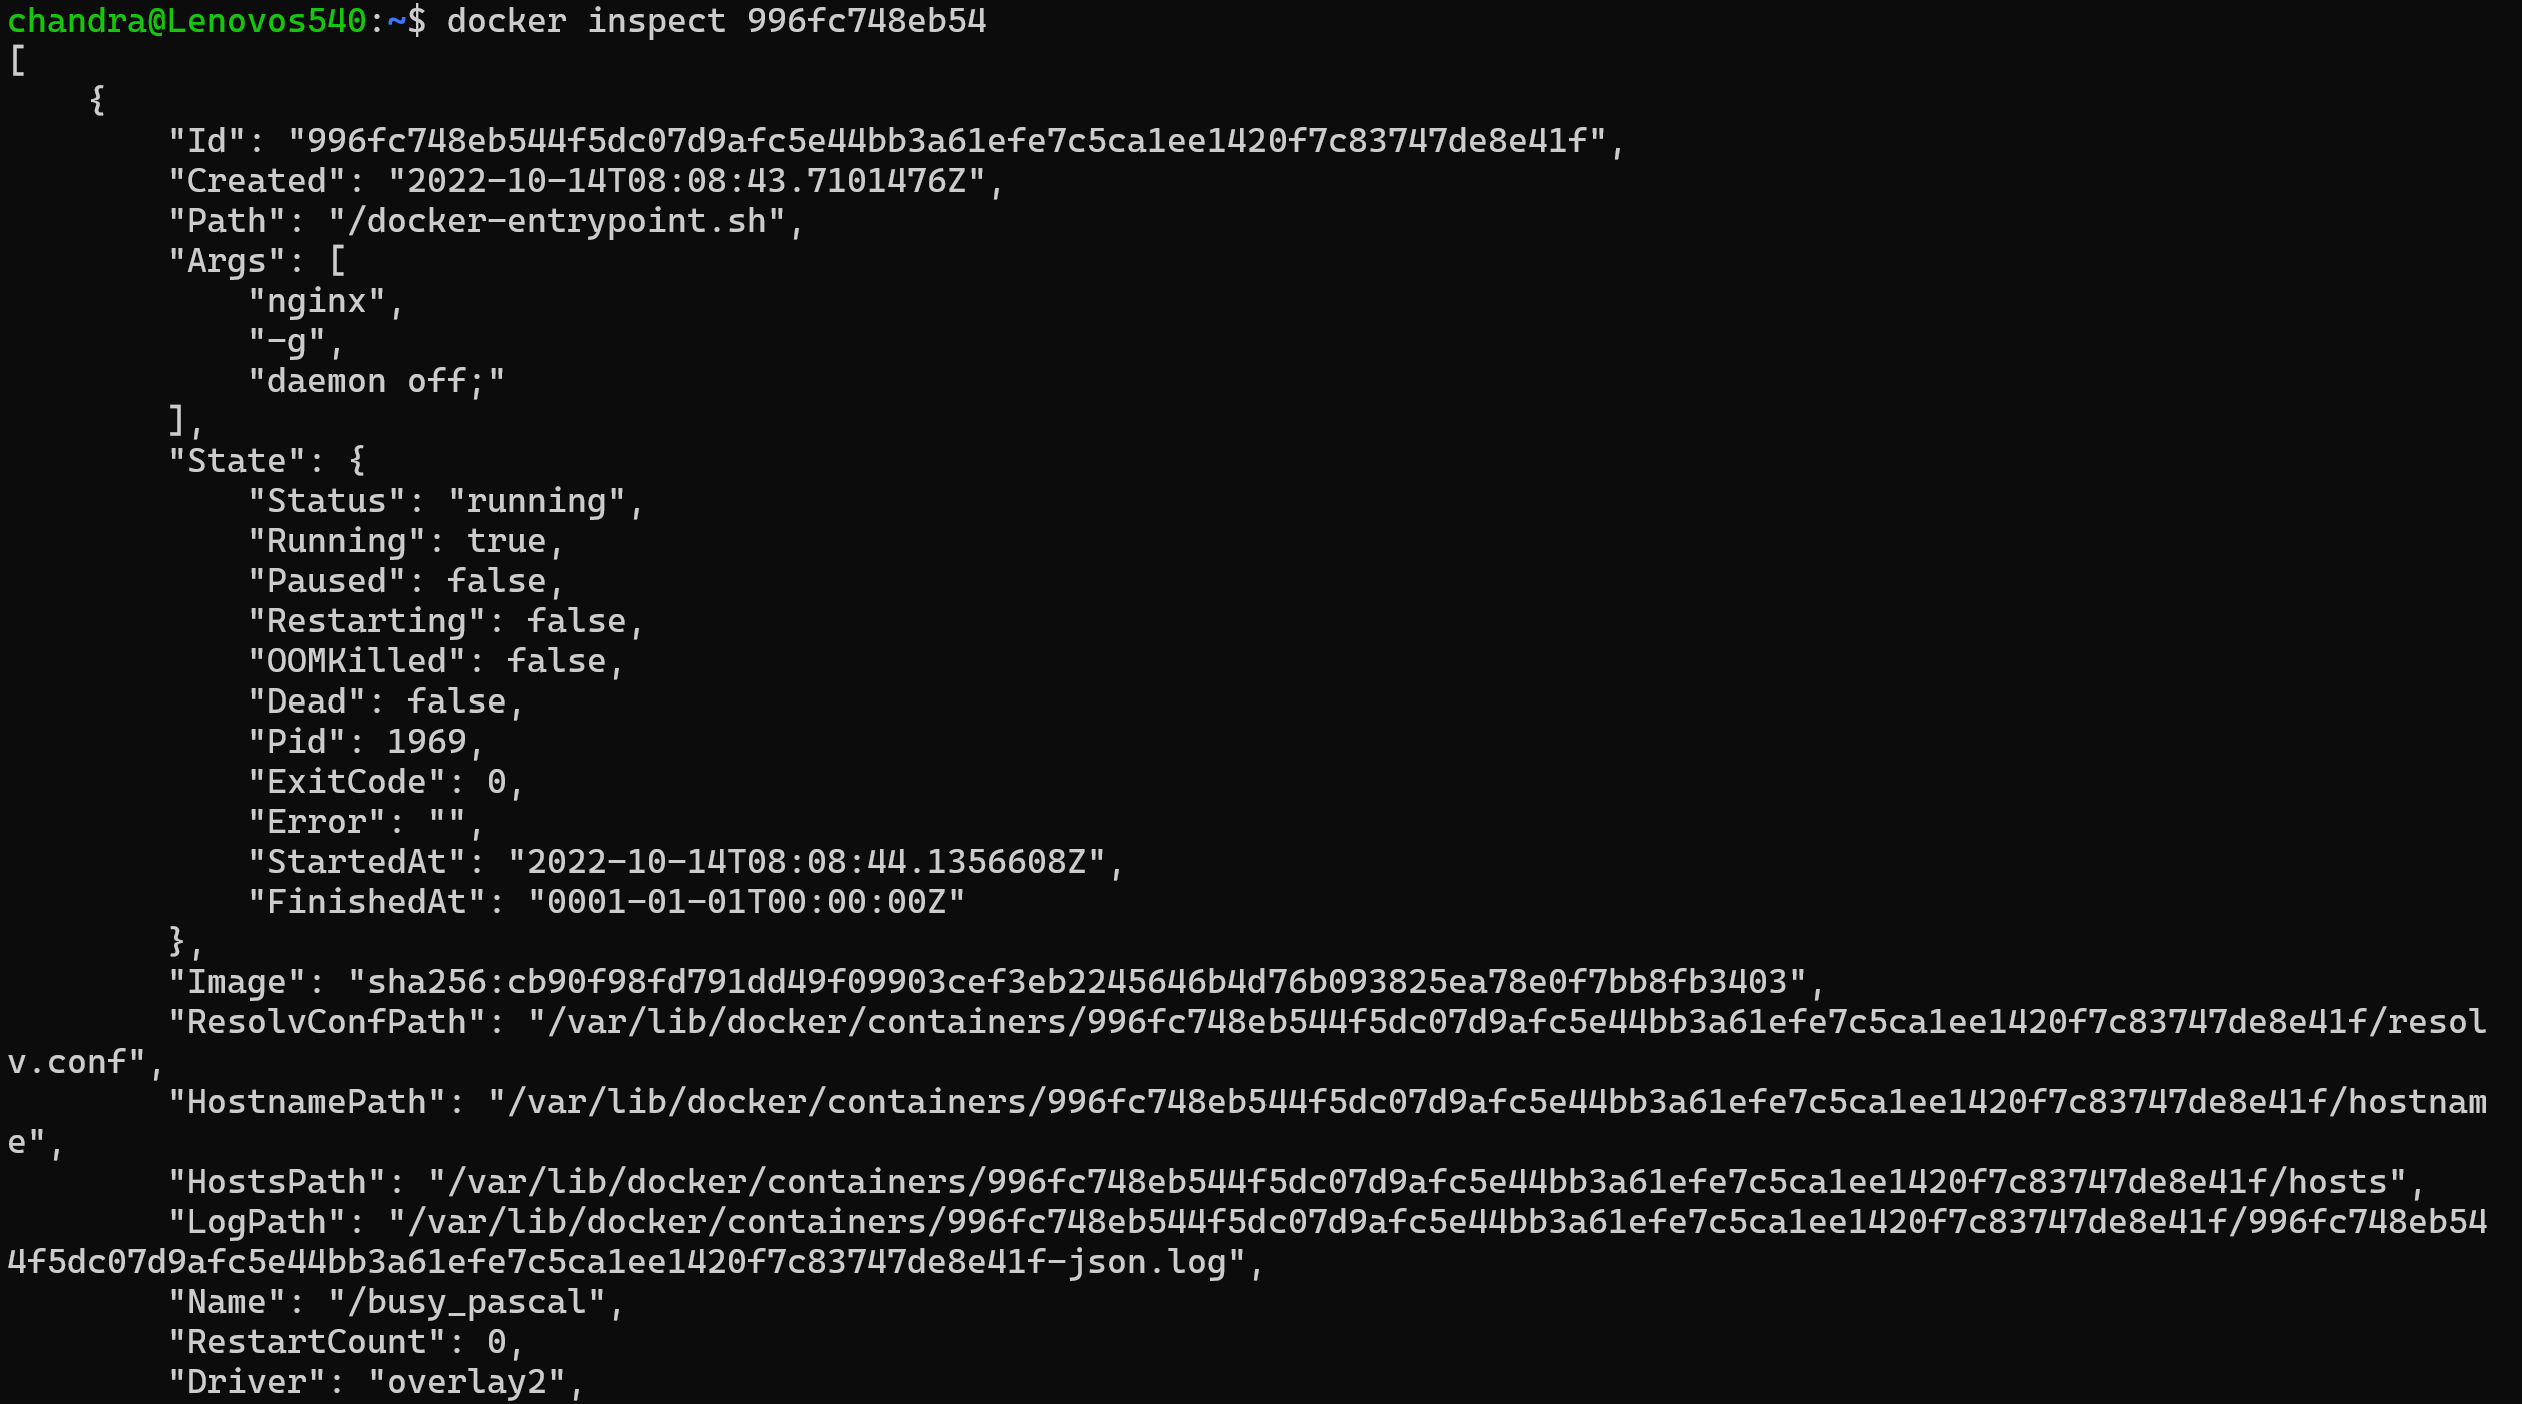 chandra@Lenovos540:~$ docker inspect 996fc748eb54
[
    {
        "Id": "996fc748eb544f5dc07d9afc5e44bb3a61efe7c5ca1ee1420f7c83747de8e41f",
        "Created": "2022-10-14T08:08:43.7101476Z",
        "Path": "/docker-entrypoint.sh",
        "Args": [
            "nginx",
            "-g",
            "daemon off;"
        ],
        "State": {
            "Status": "running",
            "Running": true,
            "Paused": false,
            "Restarting": false,
            "OOMKilled": false,
            "Dead": false,
            "Pid": 1969,
            "ExitCode": 0,
            "Error": "",
            "StartedAt": "2022-10-14T08:08:44.1356608Z",
            "FinishedAt": "0001-01-01T00:00:00Z"
        },
        "Image": "sha256:cb90f98fd791dd49f09903cef3eb2245646b4d76b093825ea78e0f7bb8fb3403",
        "ResolvConfPath": "/var/lib/docker/containers/996fc748eb544f5dc07d9afc5e44bb3a61efe7c5ca1ee1420f7c83747de8e41f/resol
v.conf",
        "HostnamePath": "/var/lib/docker/containers/996fc748eb544f5dc07d9afc5e44bb3a61efe7c5ca1ee1420f7c83747de8e41f/hostnam
e",
        "HostsPath": "/var/lib/docker/containers/996fc748eb544f5dc07d9afc5e44bb3a61efe7c5ca1ee1420f7c83747de8e41f/hosts",
        "LogPath": "/var/lib/docker/containers/996fc748eb544f5dc07d9afc5e44bb3a61efe7c5ca1ee1420f7c83747de8e41f/996fc748eb54
4f5dc07d9afc5e44bb3a61efe7c5ca1ee1420f7c83747de8e41f-json.log",
        "Name": "/busy_pascal",
        "RestartCount": 0,
        "Driver": "overlay2",